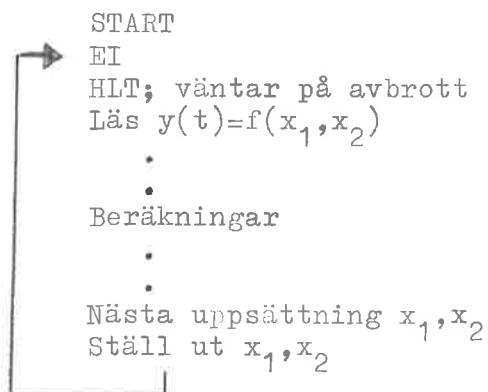 START
EI
HLT; väntar på avbrott
Läs y(t)=f(x₁,x₂)
.
.
Beräkningar
.
.
Nästa uppsättning x₁,x₂
Ställ ut x₁,x₂